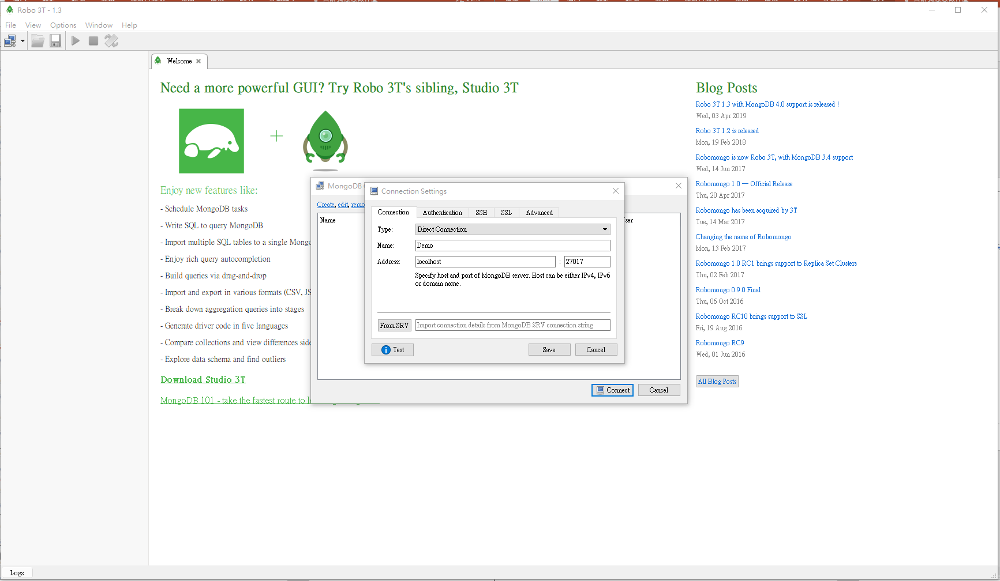 Robo 3T - 1.3
File View Options Window Help
Welcome
Need a more powerful GUI? Try Robo 3T's sibling, Studio 3T
Enjoy new features like:
- Schedule MongoDB tasks
- Write SQL to query MongoDB
- Import multiple SQL tables to a single Mongo
- Enjoy rich query autocompletion
- Build queries via drag-and-drop
- Import and export in various formats (CSV, JS
- Break down aggregation queries into stages
- Generate driver code in five languages
- Compare collections and view differences side
- Explore data schema and find outliers
Download Studio 3T
MongoDB 101 - take the fastest route to le
MongoDB
Create, edit, remo
Name
ser
Connection Settings
Connection Authentication SSH SSL Advanced
Type: Direct Connection
Name: Demo
Address: localhost : 27017
Specify host and port of MongoDB server. Host can be either IPv4, IPv6
or domain name.
From SRV Import connection details from MongoDB SRV connection string
Test Save Cancel
Connect Cancel
Blog Posts
Robo 3T 1.3 with MongoDB 4.0 support is released !
Wed, 03 Apr 2019
Robo 3T 1.2 is released
Mon, 19 Feb 2018
Robomongo is now Robo 3T, with MongoDB 3.4 support
Wed, 14 Jun 2017
Robomongo 1.0 — Official Release
Thu, 20 Apr 2017
Robomongo has been acquired by 3T
Tue, 14 Mar 2017
Changing the name of Robomongo
Mon, 13 Feb 2017
Robomongo 1.0 RC1 brings support to Replica Set Clusters
Thu, 02 Feb 2017
Robomongo 0.9.0 Final
Thu, 06 Oct 2016
Robomongo RC10 brings support to SSL
Fri, 19 Aug 2016
Robomongo RC9
Wed, 01 Jun 2016
All Blog Posts
Logs